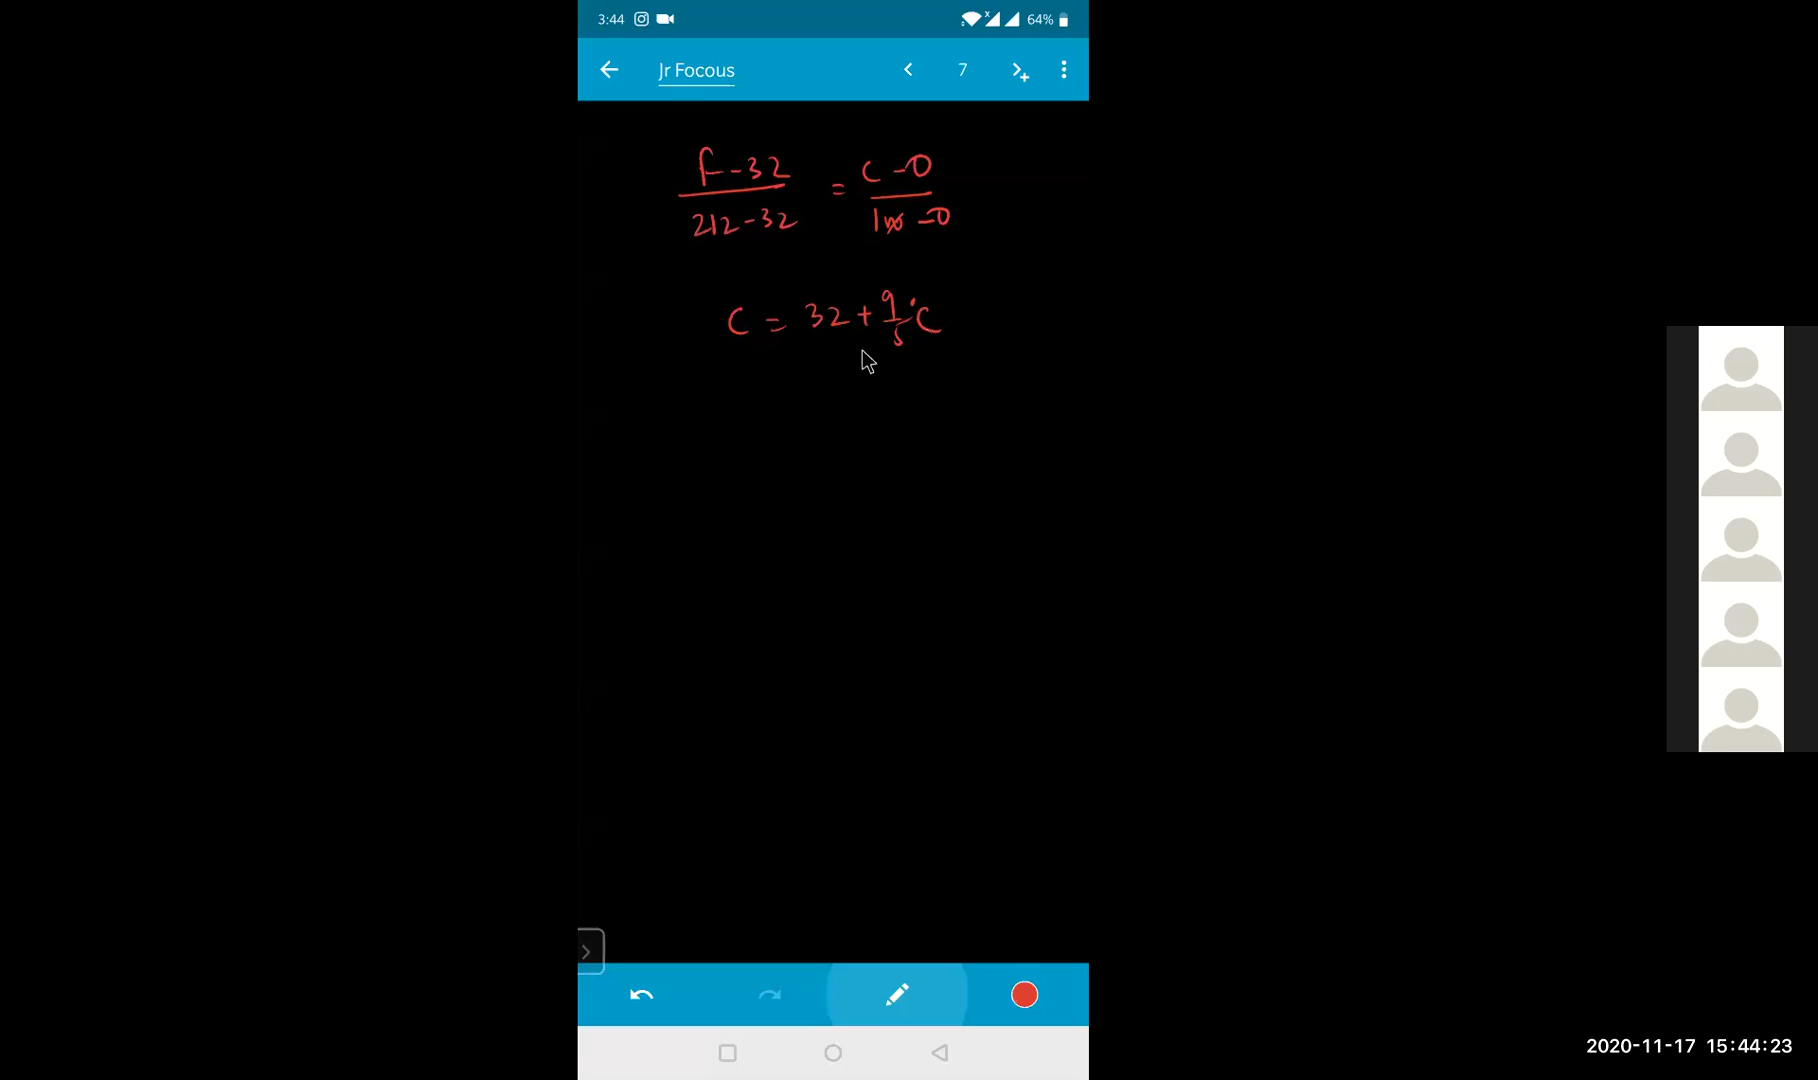 3:44 64%
Jr Focous 7
F-32 = C-0
212-32 100-0
C = 32 + 9/5 °C
2020-11-17 15:44:23